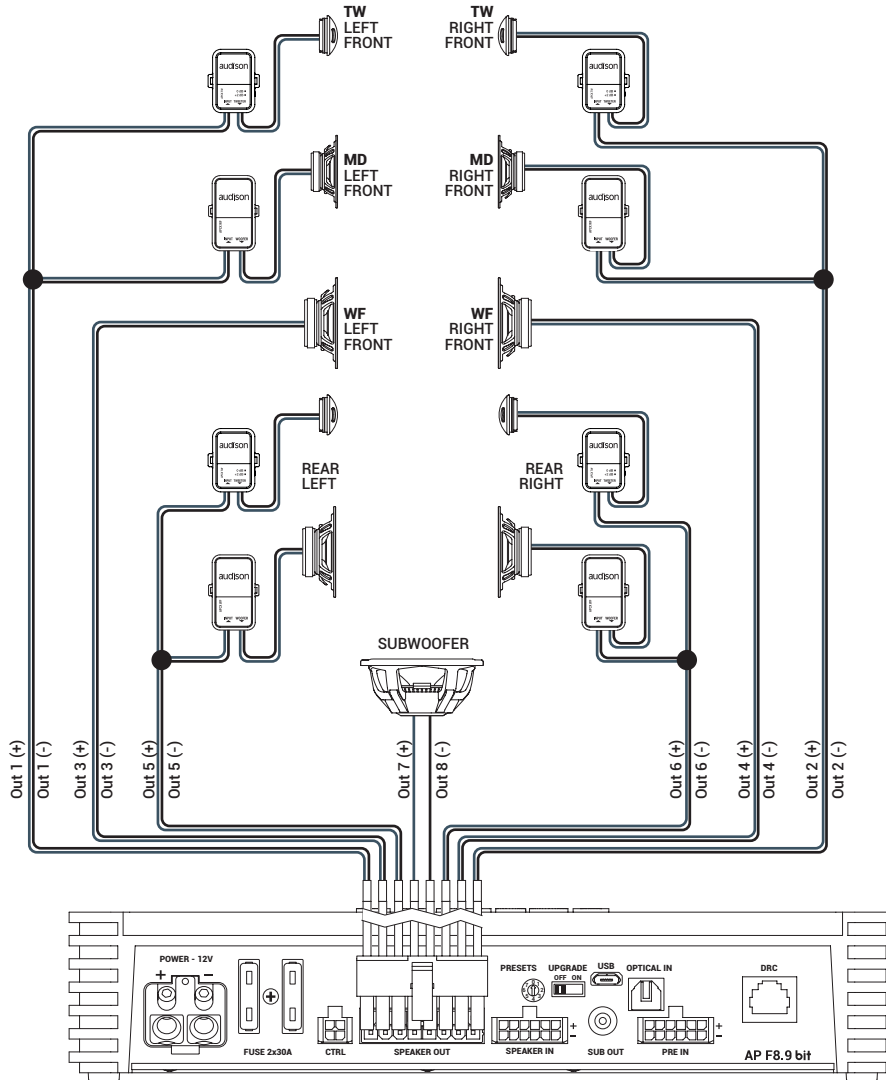 TW
LEFT
FRONT
TW
RIGHT
FRONT
audison
audison
MD
LEFT
FRONT
MD
RIGHT
FRONT
audison
audison
WF
LEFT
FRONT
WF
RIGHT
FRONT
audison
audison
REAR
LEFT
REAR
RIGHT
audison
audison
SUBWOOFER
Out 1 (+)
Out 1 (-)
Out 3 (+)
Out 3 (-)
Out 5 (+)
Out 5 (-)
Out 7 (+)
Out 8 (-)
Out 6 (+)
Out 6 (-)
Out 4 (+)
Out 4 (-)
Out 2 (+)
Out 2 (-)
POWER - 12V
+ -
FUSE 2x30A
CTRL
SPEAKER OUT
PRESETS
UPGRADE
OFF ON
USB
OPTICAL IN
DRC
SPEAKER IN
+
-
SUB OUT
PRE IN
+
-
AP F8.9 bit